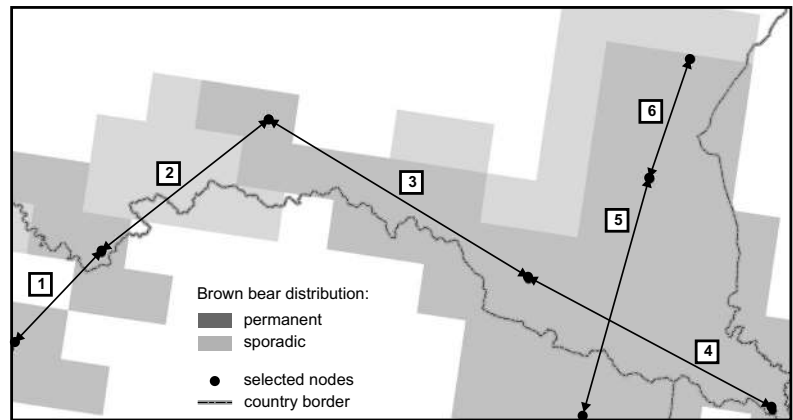 6
2
3
5
1
Brown bear distribution:
permanent
sporadic
4
selected nodes
country border